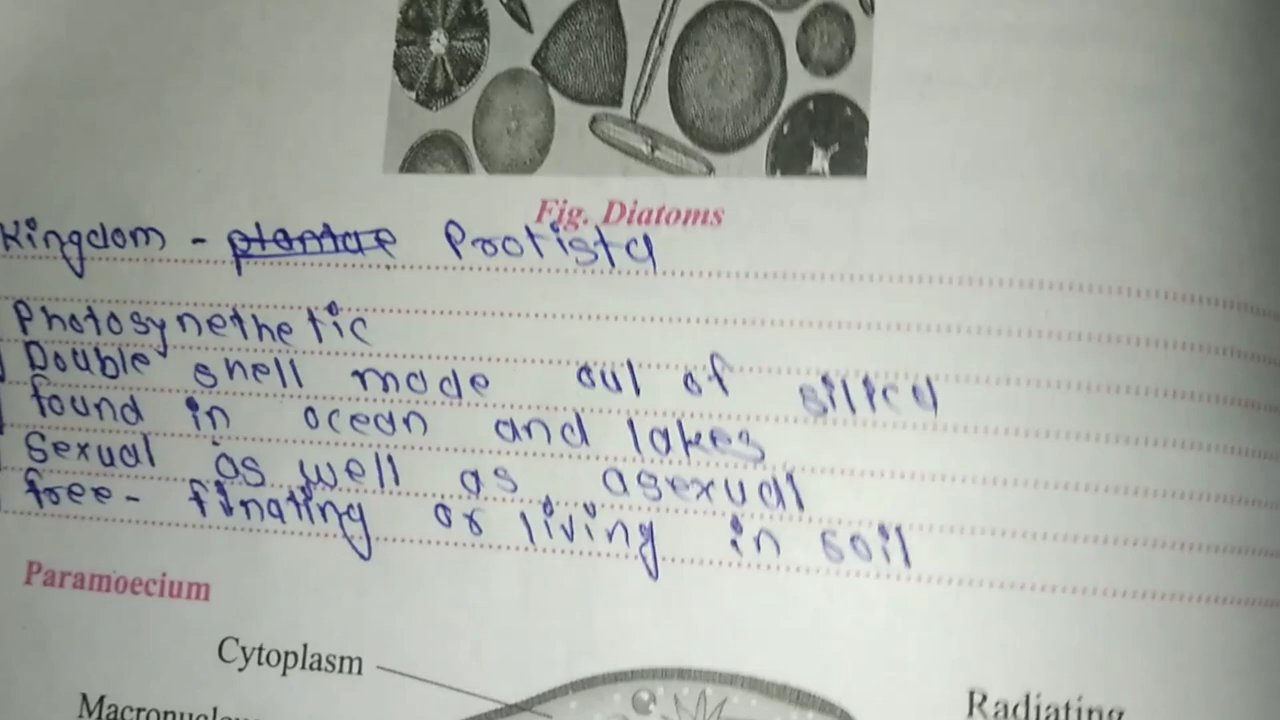 Fig. Diatoms
Kingdom - plantae Protista
Photosynethetic
Double shell made out of silica
found in ocean and lakes
Sexual as well as asexual
free - flnating or living in soil
Paramoecium
Cytoplasm
Radiating